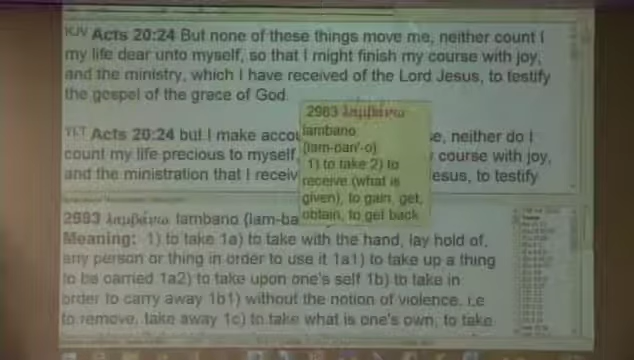 KJV Acts 20:24 But none of these things move me, neither count I
my life dear unto myself, so that I might finish my course with joy,
and the ministry, which I have received of the Lord Jesus, to testify
the gospel of the grace of God.
YLT Acts 20:24 but I make accou
e, neither do I
count my life precious to myself,
course with joy,
and the ministration that I receiv
esus, to testify
2983 λαμβάνω
lambano
(lam-ban'-o)
1) to take 2) to
receive (what is
given), to gain, get,
obtain, to get back
2983 λαμβάνω lambano (lam-ba
Meaning: 1) to take 1a) to take with the hand, lay hold of,
any person or thing in order to use it 1a1) to take up a thing
to be carried 1a2) to take upon one's self 1b) to take in
order to carry away 1b1) without the notion of violence, i.e
to remove, take away 1c) to take what is one's own, to take